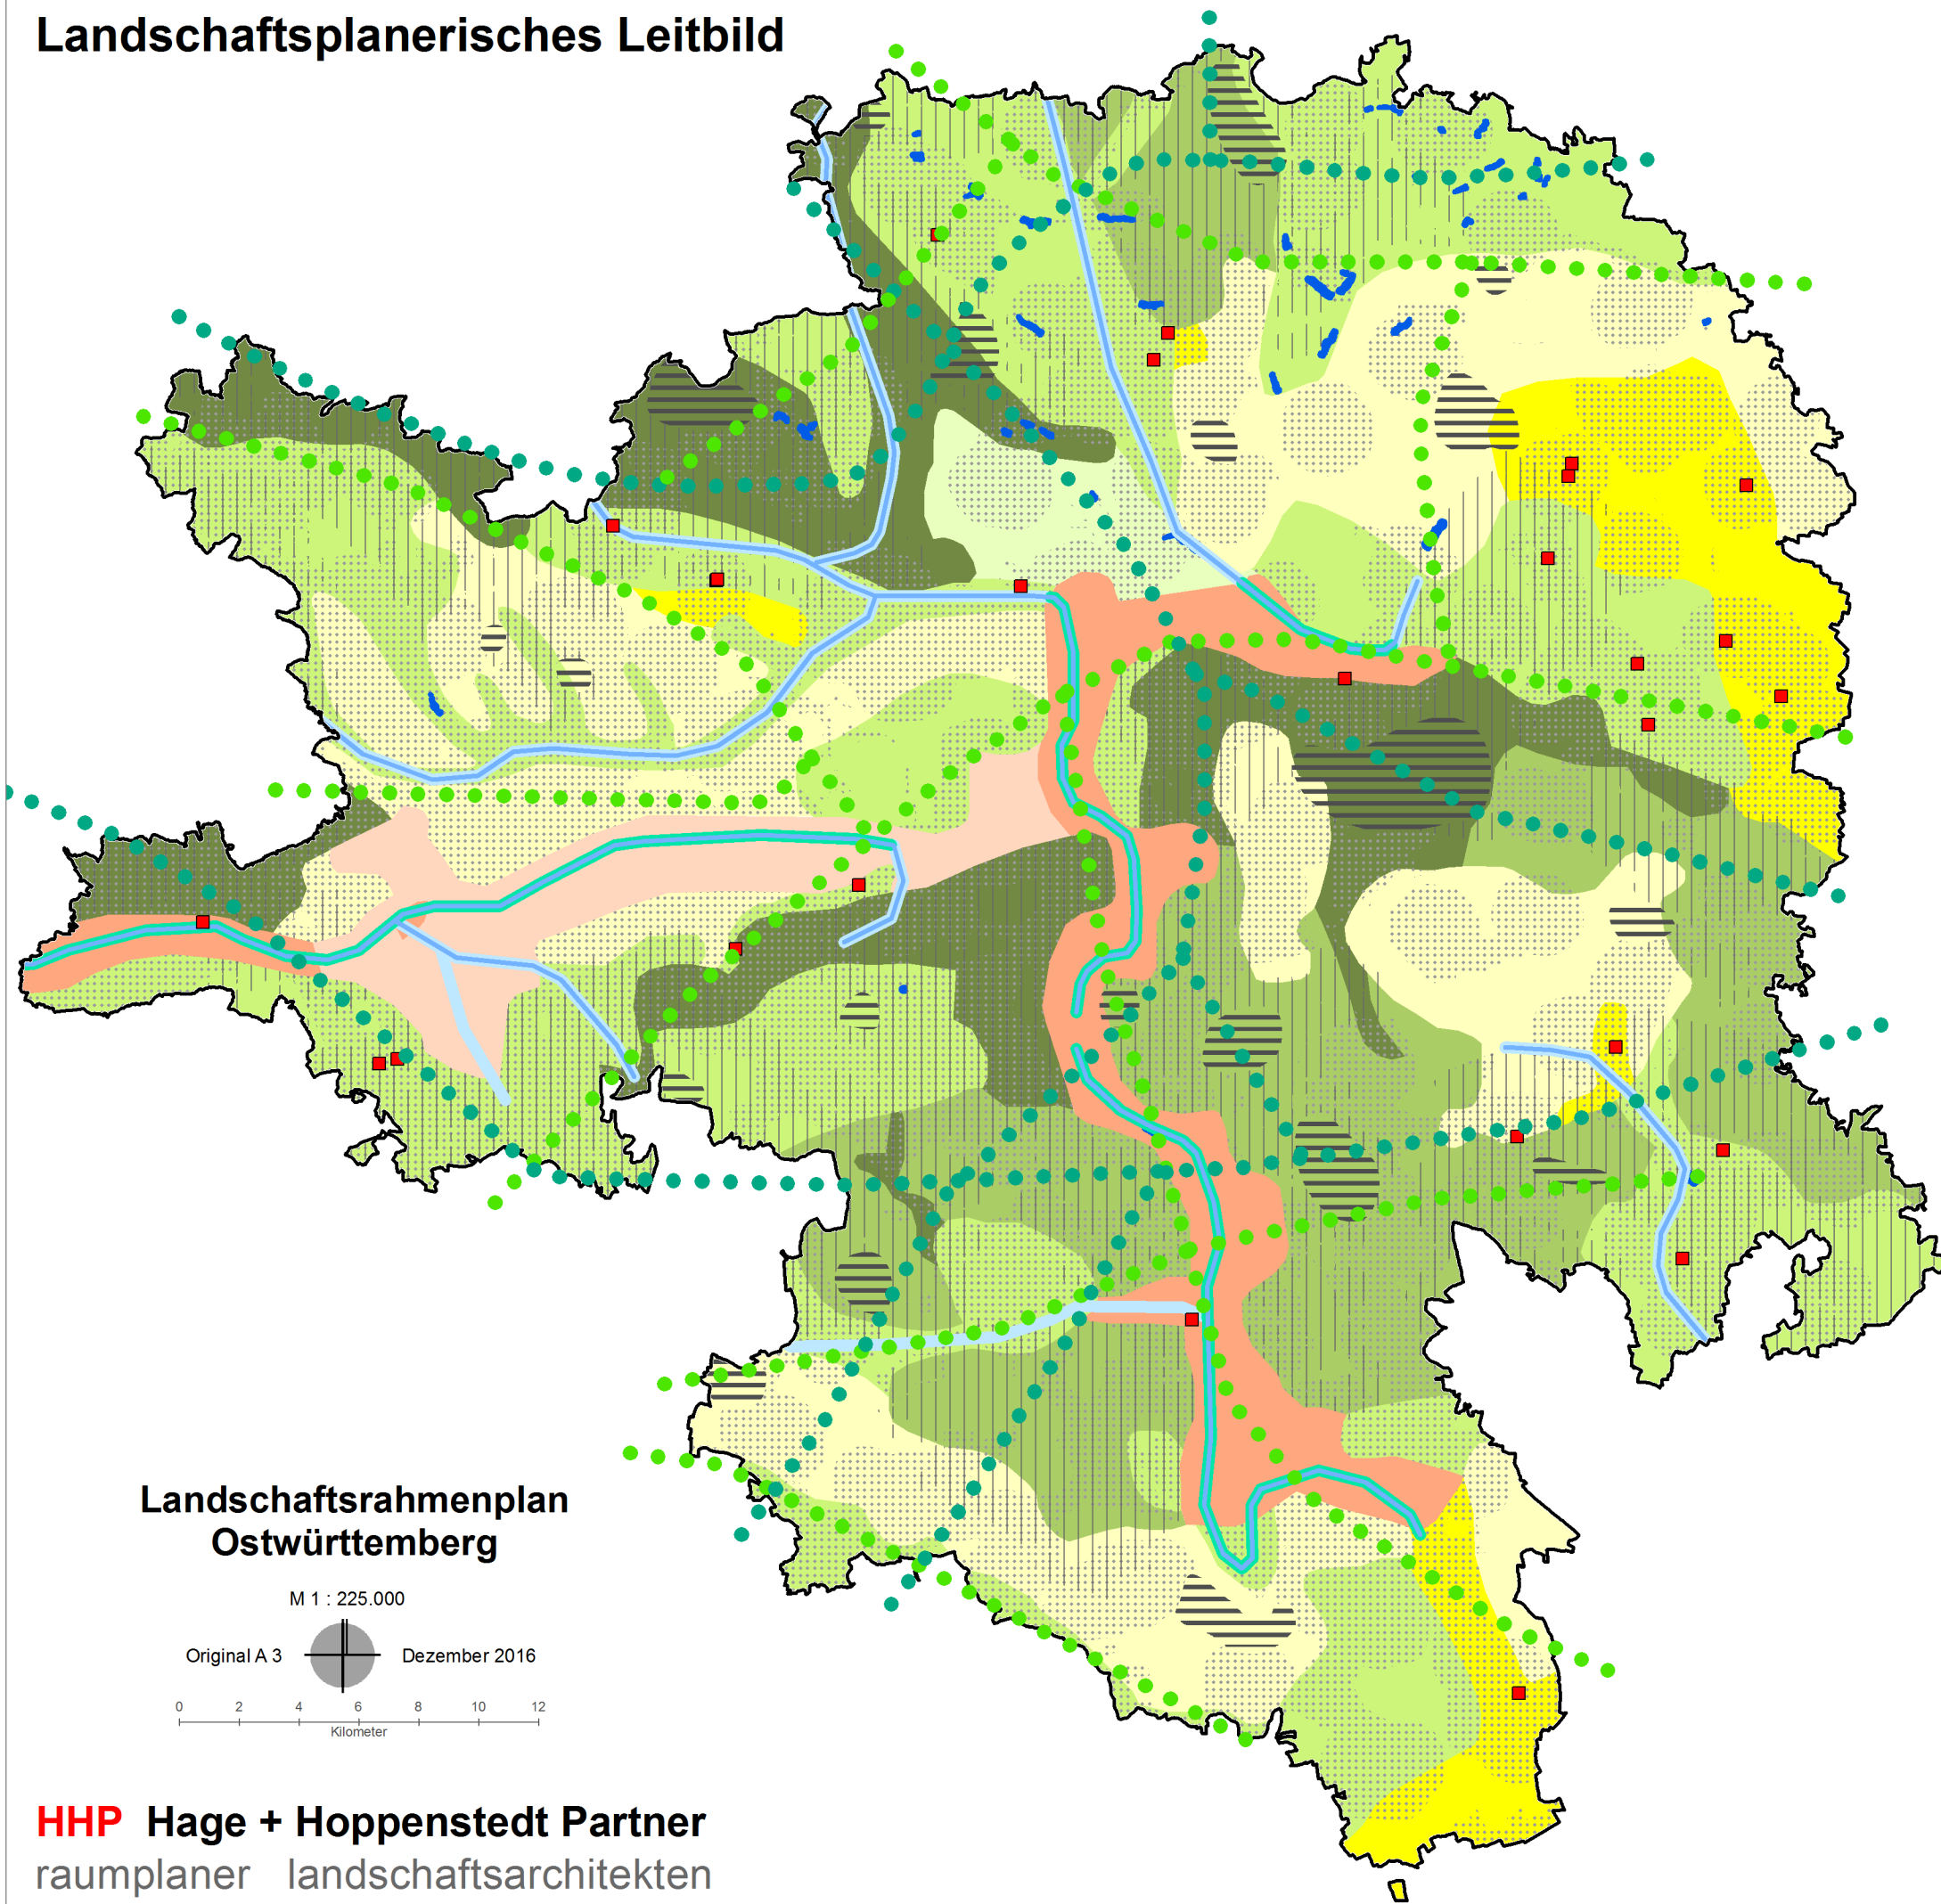 Landschaftsplanerisches Leitbild
Landschaftsrahmenplan
Ostwürttemberg
M 1 : 225.000
Original A 3
Dezember 2016
0 2 4 6 8 10 12
Kilometer
HHP Hage + Hoppenstedt Partner
raumplaner landschaftsarchitekten